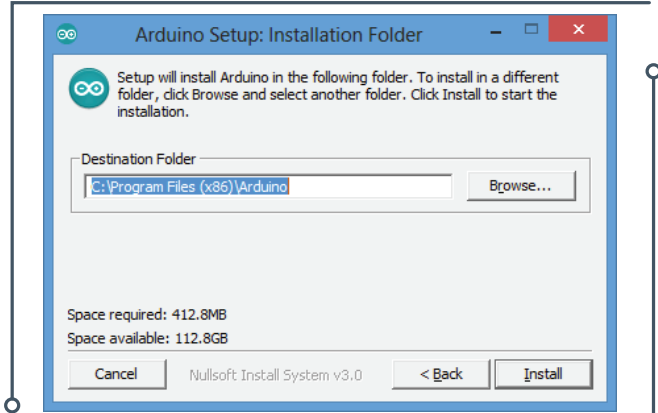 Arduino Setup: Installation Folder
Setup will install Arduino in the following folder. To install in a different
folder, click Browse and select another folder. Click Install to start the
installation.
Destination Folder
C:\Program Files (x86)\Arduino
Browse...
Space required: 412.8MB
Space available: 112.8GB
Cancel
Nullsoft Install System v3.0
< Back
Install